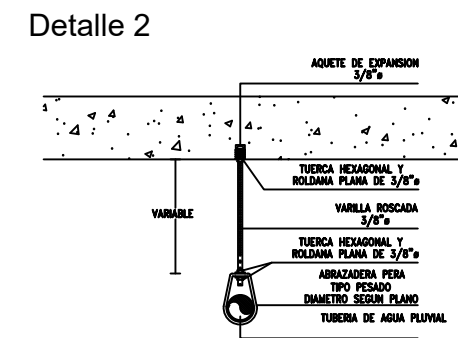 Detalle 2
AQUETE DE EXPANSION
3/8"ø
TUERCA HEXAGONAL Y
ROLDANA PLANA DE 3/8"ø
VARIABLE
VARILLA ROSCADA
3/8"ø
TUERCA HEXAGONAL Y
ROLDANA PLANA DE 3/8"ø
ABRAZADERA PERA
TIPO PESADO
DIAMETRO SEGUN PLANO
TUBERIA DE AGUA PLUVIAL